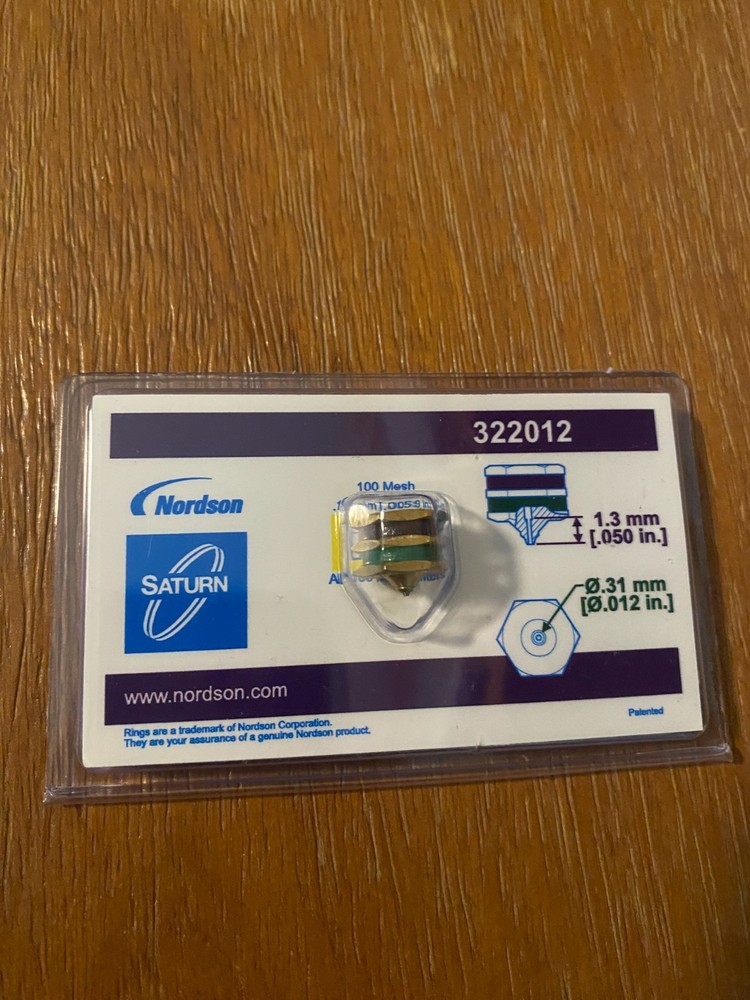 322012
Nordson
100 Mesh
SATURN
1.3 mm
[.050 in.]
Ø.31 mm
[Ø.012 in.]
www.nordson.com
Patented
Rings are a trademark of Nordson Corporation.
They are your assurance of a genuine Nordson product.